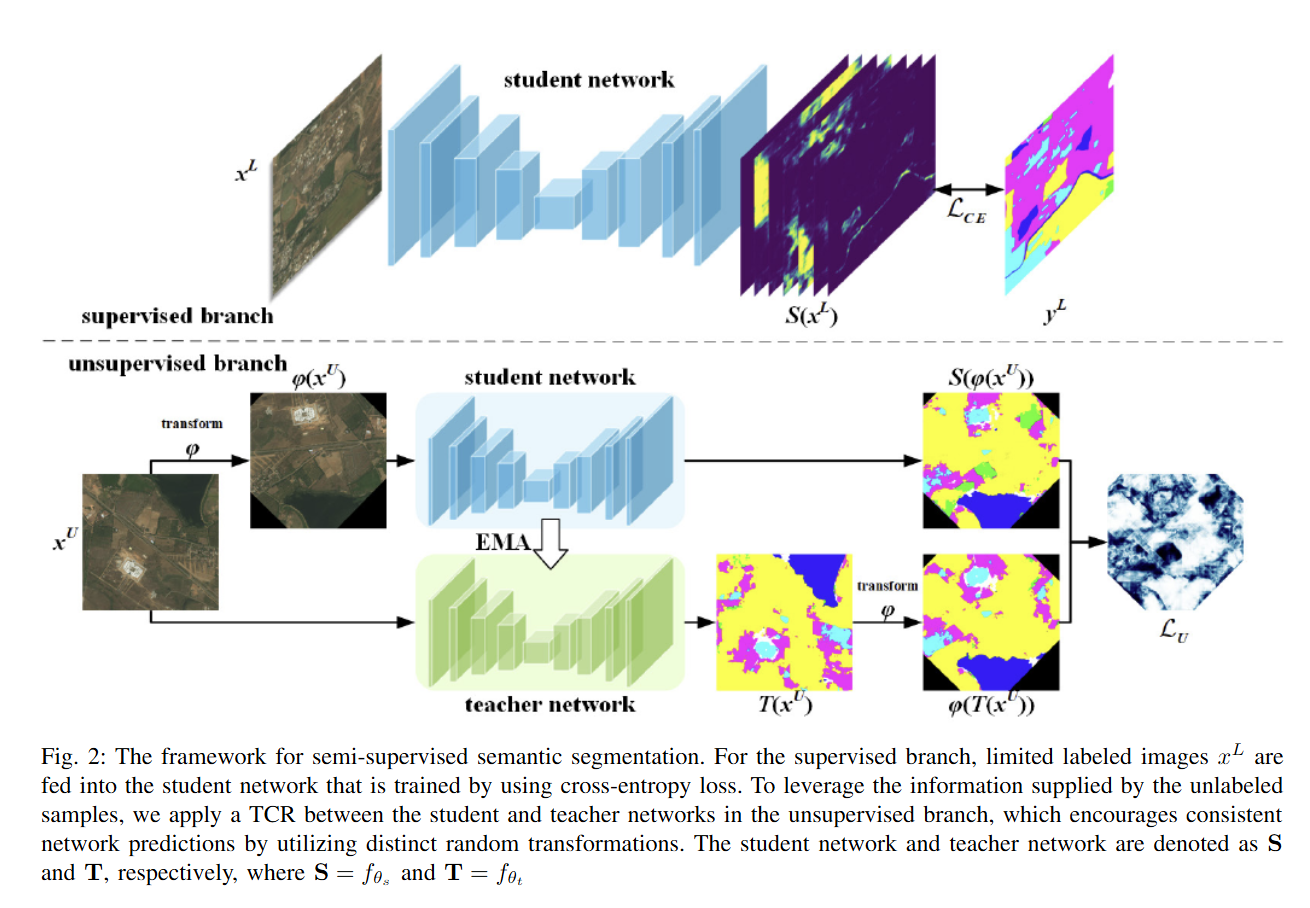 student network
x^L
L_CE
supervised branch
S(x^L)
y^L
unsupervised branch
φ(x^U)
student network
S(φ(x^U))
transform
φ
x^U
EMA
transform
φ
L_U
teacher network
T(x^U)
φ(T(x^U))
Fig. 2: The framework for semi-supervised semantic segmentation. For the supervised branch, limited labeled images x^L are
fed into the student network that is trained by using cross-entropy loss. To leverage the information supplied by the unlabeled
samples, we apply a TCR between the student and teacher networks in the unsupervised branch, which encourages consistent
network predictions by utilizing distinct random transformations. The student network and teacher network are denoted as S
and T, respectively, where S = f_θ_s and T = f_θ_t